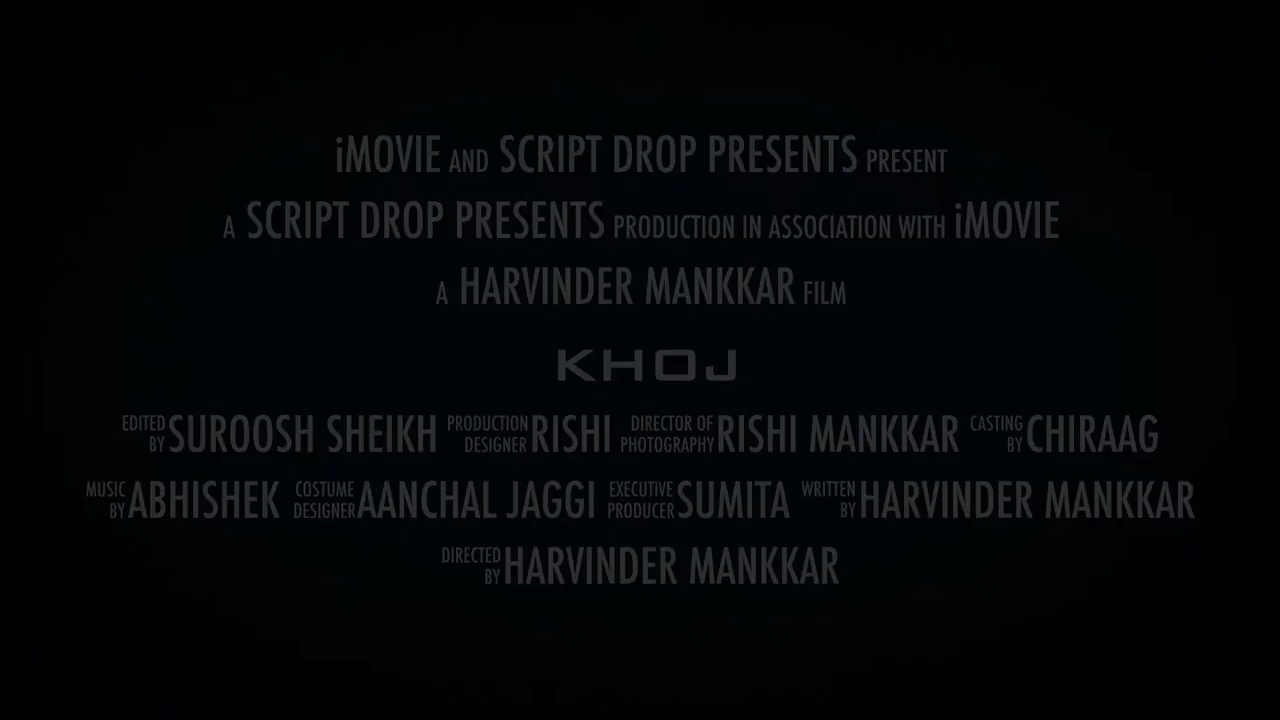 iMOVIE AND SCRIPT DROP PRESENTS PRESENT
A SCRIPT DROP PRESENTS PRODUCTION IN ASSOCIATION WITH iMOVIE
A HARVINDER MANKKAR FILM
KHOJ
EDITED BY SUROOSH SHEIKH PRODUCTION DESIGNER RISHI DIRECTOR OF PHOTOGRAPHY RISHI MANKKAR CASTING BY CHIRAAG
MUSIC BY ABHISHEK COSTUME DESIGNER AANCHAL JAGGI EXECUTIVE PRODUCER SUMITA WRITTEN BY HARVINDER MANKKAR
DIRECTED BY HARVINDER MANKKAR